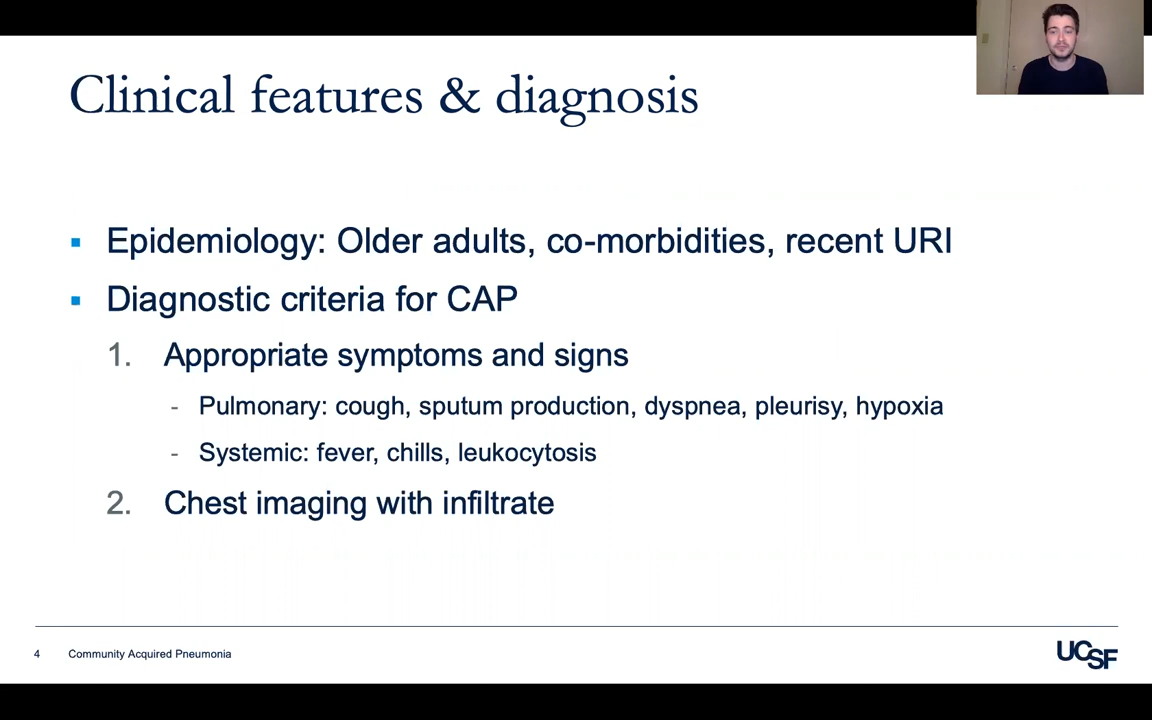 Clinical features & diagnosis
▪ Epidemiology: Older adults, co-morbidities, recent URI
▪ Diagnostic criteria for CAP
1. Appropriate symptoms and signs
- Pulmonary: cough, sputum production, dyspnea, pleurisy, hypoxia
- Systemic: fever, chills, leukocytosis
2. Chest imaging with infiltrate
4 Community Acquired Pneumonia
UCSF